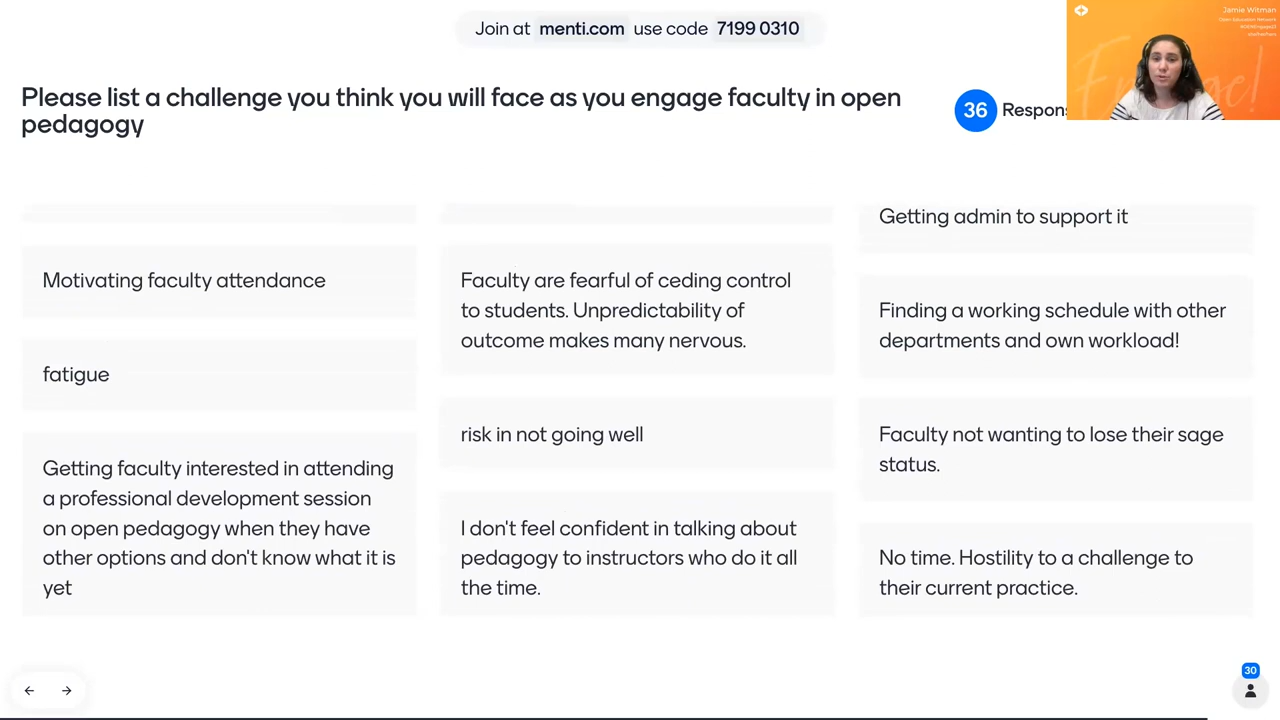 Join at menti.com use code 7199 0310
Jamie Witman
Please list a challenge you think you will face as you engage faculty in open
pedagogy
36 Respons
Motivating faculty attendance
fatigue
Getting faculty interested in attending
a professional development session
on open pedagogy when they have
other options and don't know what it is
yet
Faculty are fearful of ceding control
to students. Unpredictability of
outcome makes many nervous.
risk in not going well
I don't feel confident in talking about
pedagogy to instructors who do it all
the time.
Getting admin to support it
Finding a working schedule with other
departments and own workload!
Faculty not wanting to lose their sage
status.
No time. Hostility to a challenge to
their current practice.
30